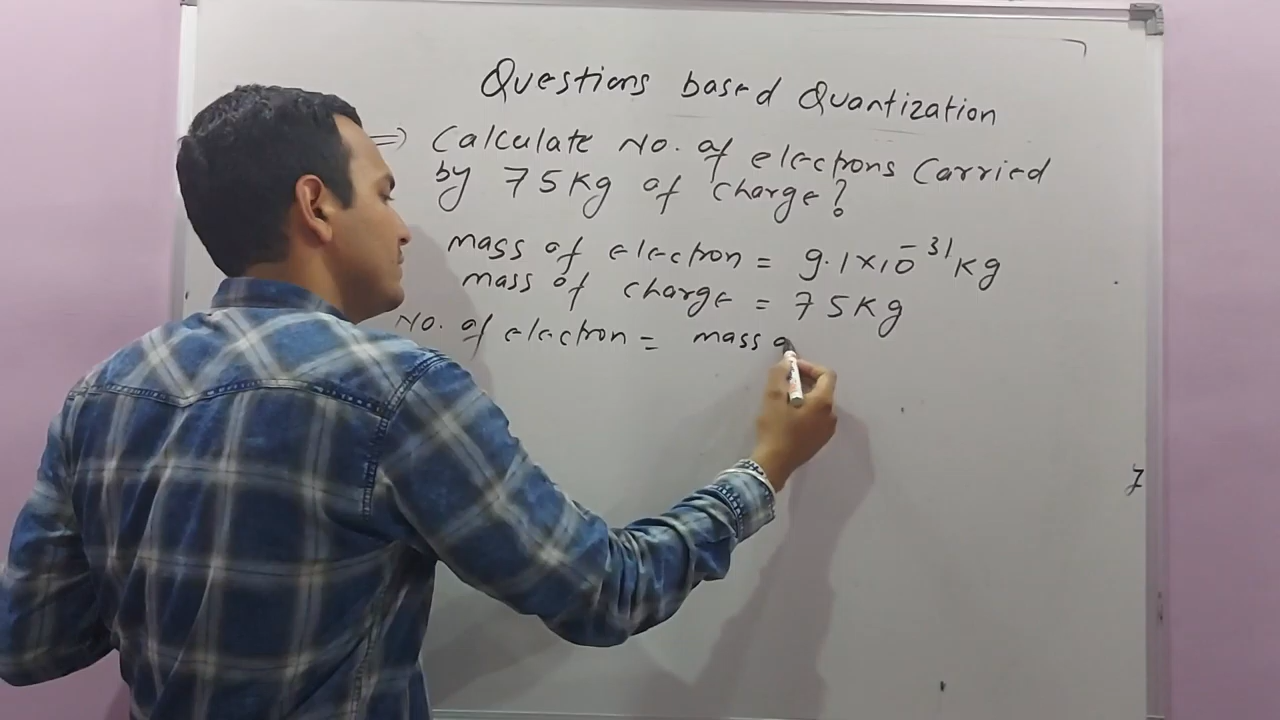 Questions based Quantization
=> Calculate No. of electrons Carried
by 75Kg of charge?
mass of electron = 9.1×10⁻³¹Kg
mass of charge = 75Kg
No. of electron = mass o
7